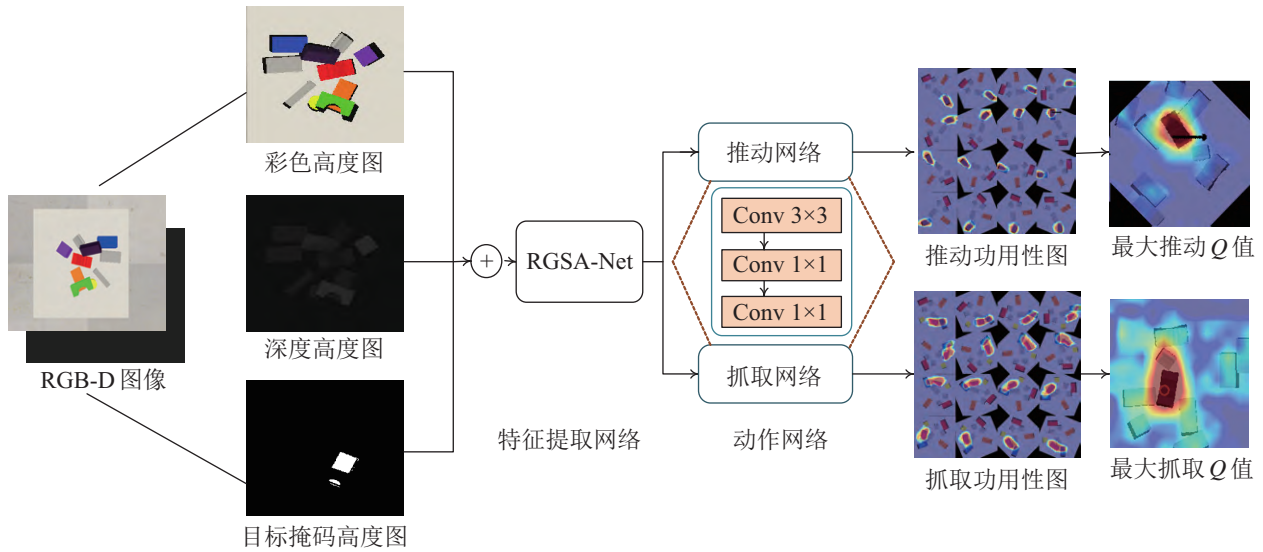 彩色高度图
RGB-D 图像
深度高度图
目标掩码高度图
+
RGSA-Net
特征提取网络
推动网络
Conv 3×3
Conv 1×1
Conv 1×1
抓取网络
动作网络
推动功用性图
最大推动 Q 值
抓取功用性图
最大抓取 Q 值